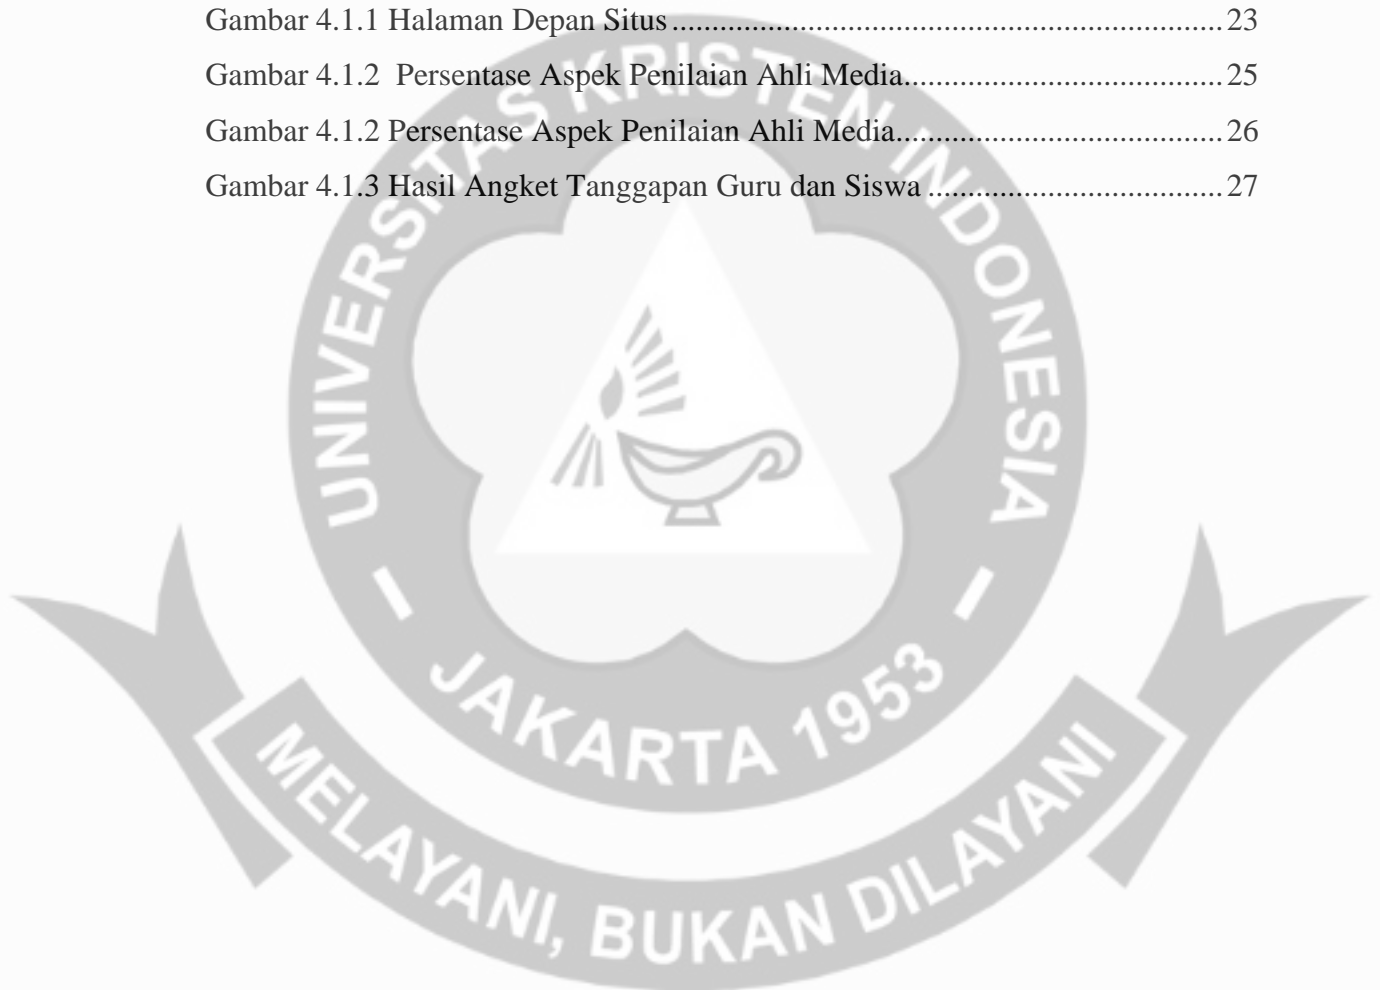 Gambar 4.1.1 Halaman Depan Situs ........................................................................ 23
Gambar 4.1.2  Persentase Aspek Penilaian Ahli Media.......................................... 25
Gambar 4.1.2 Persentase Aspek Penilaian Ahli Media.......................................... 26
Gambar 4.1.3 Hasil Angket Tanggapan Guru dan Siswa ...................................... 27
UNIVERSITAS KRISTEN INDONESIA
JAKARTA 1953
MELAYANI, BUKAN DILAYANI